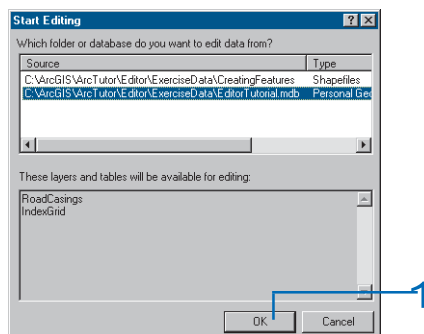 Start Editing
Which folder or database do you want to edit data from?
Source Type
C:\ArcGIS\ArcTutor\Editor\ExerciseData\CreatingFeatures Shapefiles
C:\ArcGIS\ArcTutor\Editor\ExerciseData\EditorTutorial.mdb Personal Geo
These layers and tables will be available for editing:
RoadCasings
IndexGrid
OK Cancel
1